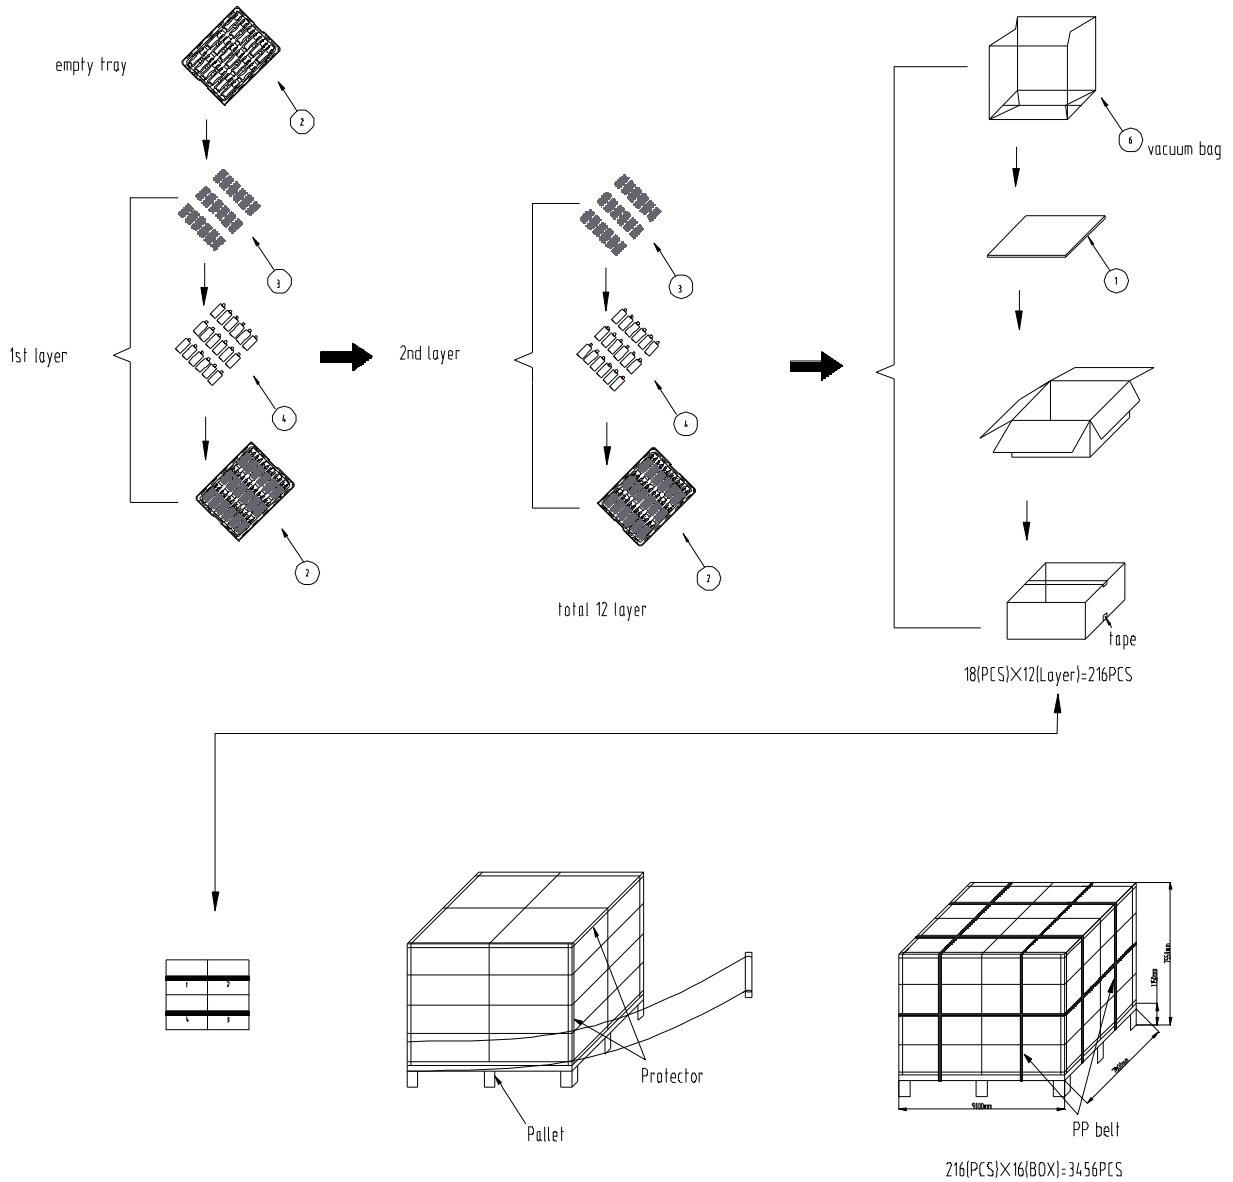 empty tray
2
6
vacuum bag
3
3
1
1st layer
2nd layer
4
4
2
2
total 12 layer
tape
18(PCS)X12(Layer)=216PCS
1 2
4 3
Protector
Pallet
PP belt
216(PCS)X16(BOX)=3456PCS